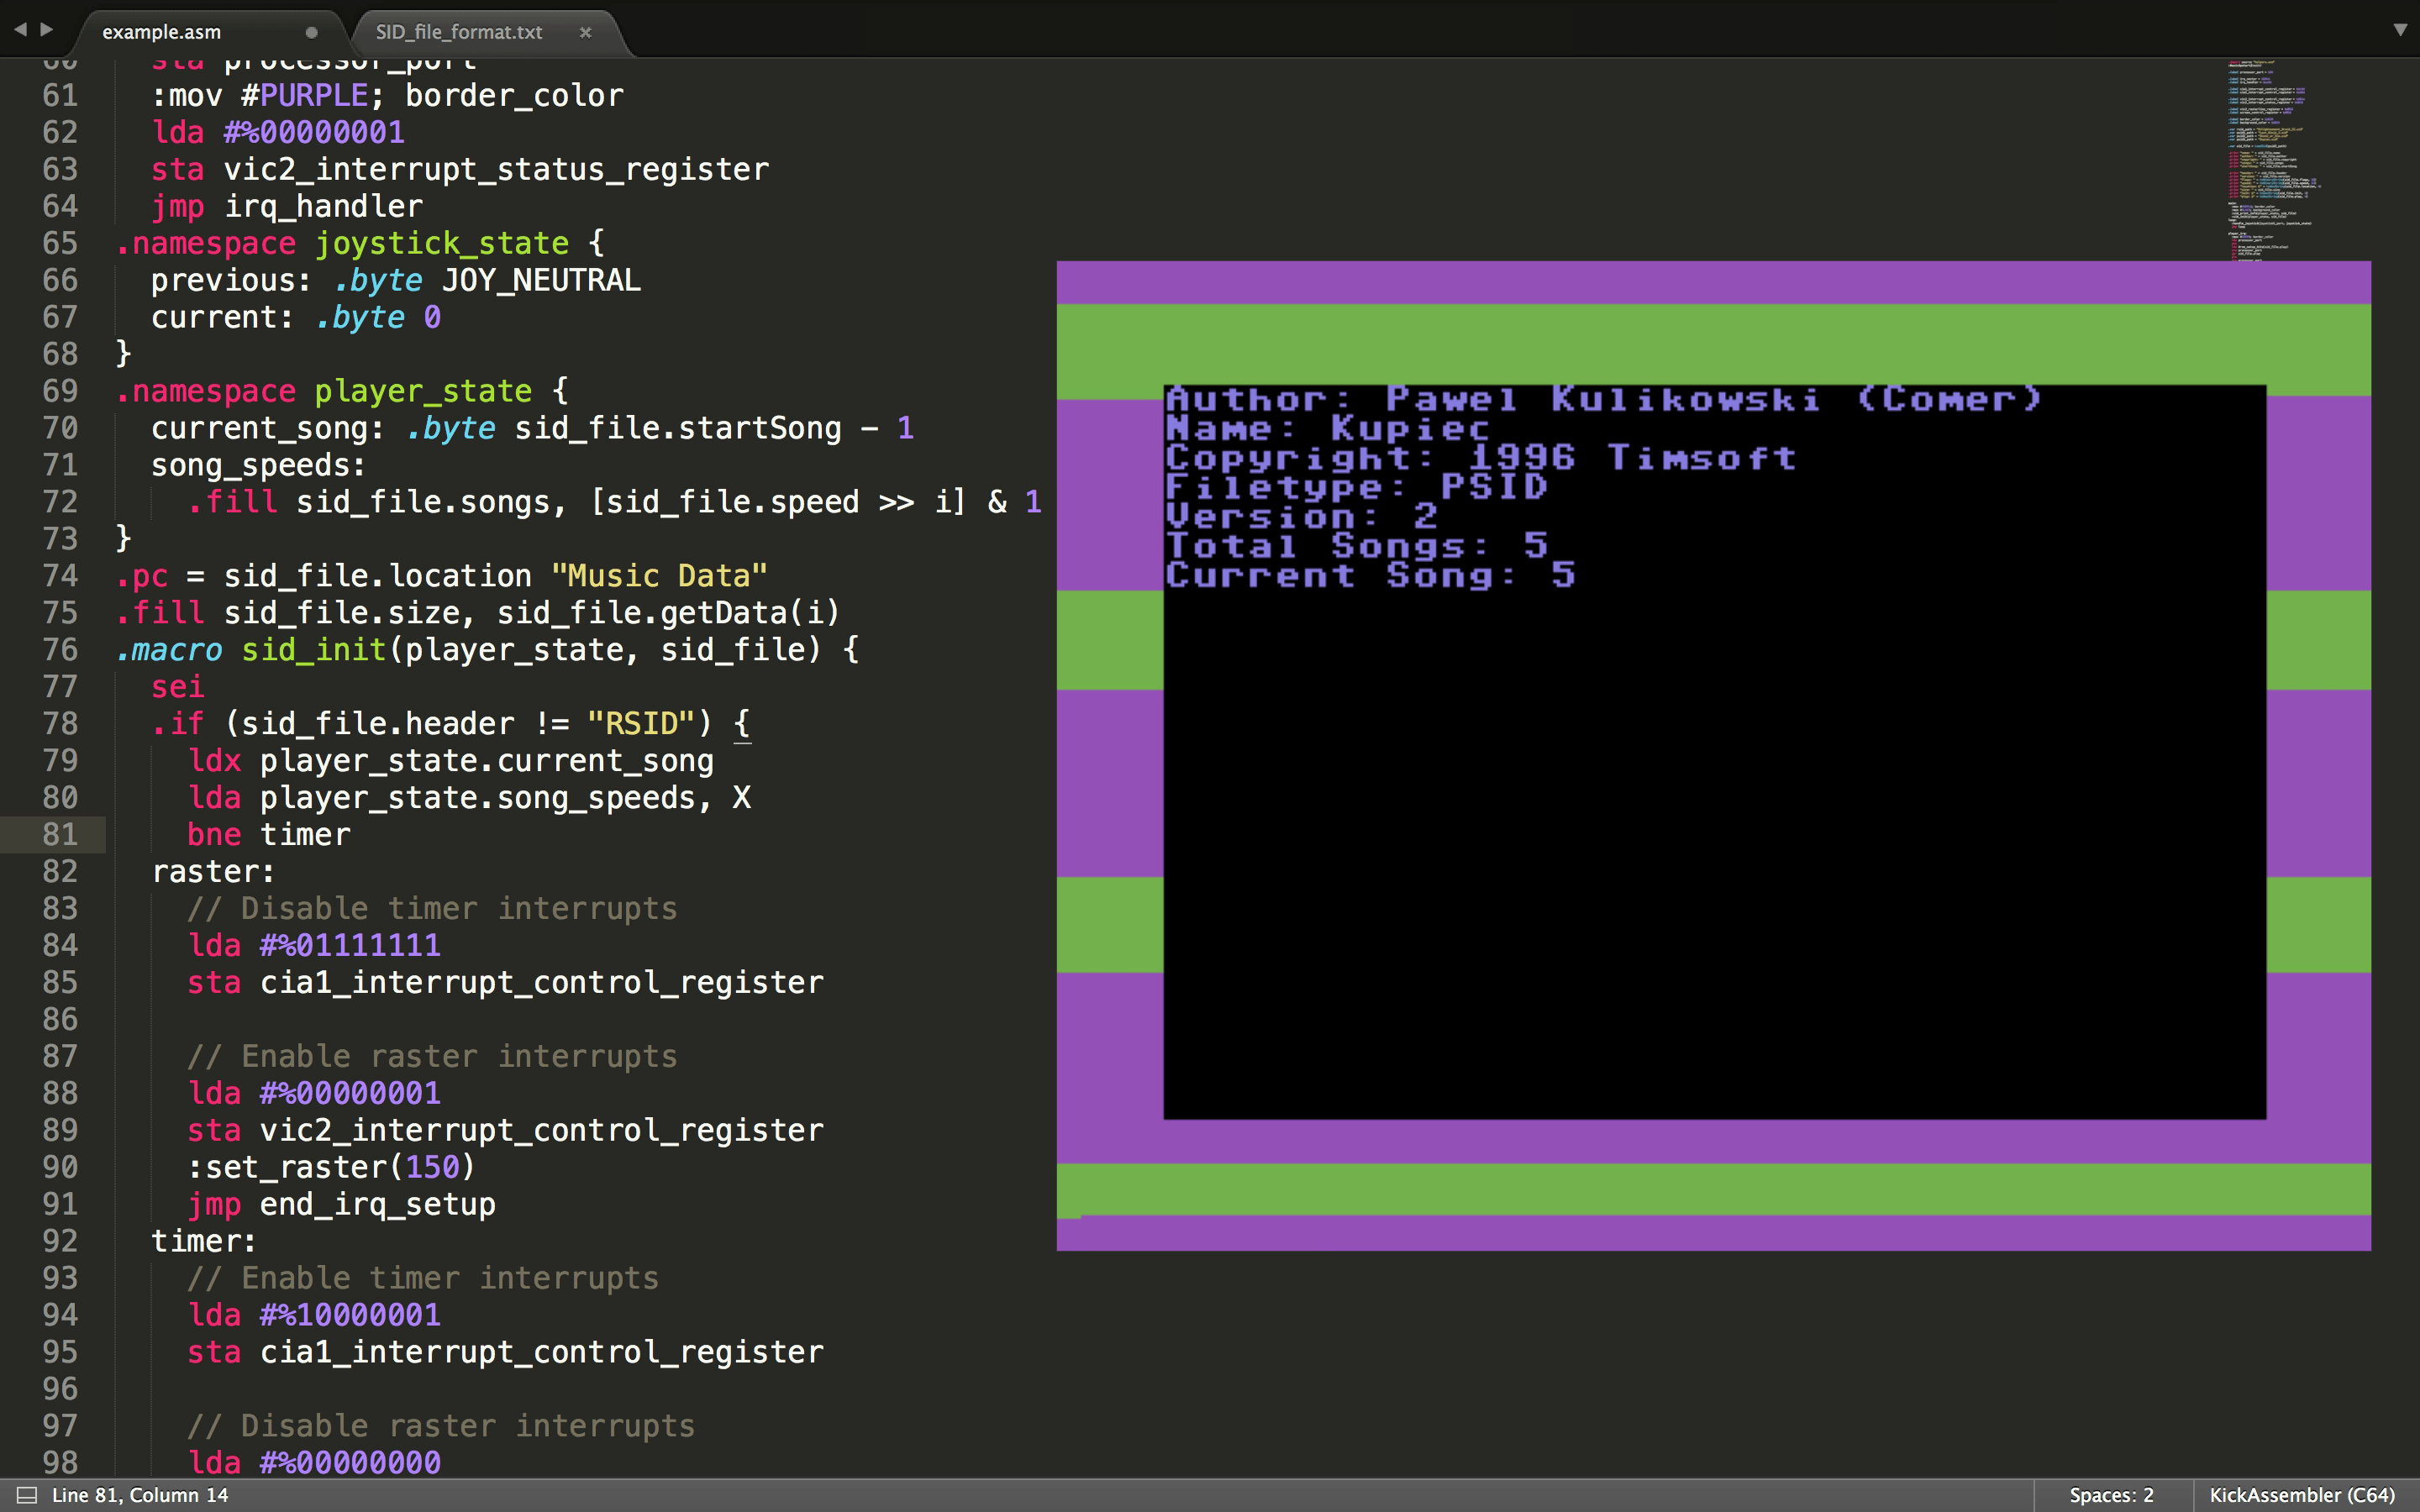 example.asm
SID_file_format.txt
60 sta processor_port
61 :mov #PURPLE; border_color
62 lda #%00000001
63 sta vic2_interrupt_status_register
64 jmp irq_handler
65 .namespace joystick_state {
66 previous: .byte JOY_NEUTRAL
67 current: .byte 0
68 }
69 .namespace player_state {
70 current_song: .byte sid_file.startSong - 1
71 song_speeds:
72 .fill sid_file.songs, [sid_file.speed >> i] & 1
73 }
74 .pc = sid_file.location "Music Data"
75 .fill sid_file.size, sid_file.getData(i)
76 .macro sid_init(player_state, sid_file) {
77 sei
78 .if (sid_file.header != "RSID") {
79 ldx player_state.current_song
80 lda player_state.song_speeds, X
81 bne timer
82 raster:
83 // Disable timer interrupts
84 lda #%01111111
85 sta cia1_interrupt_control_register
86
87 // Enable raster interrupts
88 lda #%00000001
89 sta vic2_interrupt_control_register
90 :set_raster(150)
91 jmp end_irq_setup
92 timer:
93 // Enable timer interrupts
94 lda #%10000001
95 sta cia1_interrupt_control_register
96
97 // Disable raster interrupts
98 lda #%00000000
Author: Pawel Kulikowski (Comer)
Name: Kupiec
Copyright: 1996 Timsoft
Filetype: PSID
Version: 2
Total Songs: 5
Current Song: 5
Line 81, Column 14
Spaces: 2
KickAssembler (C64)